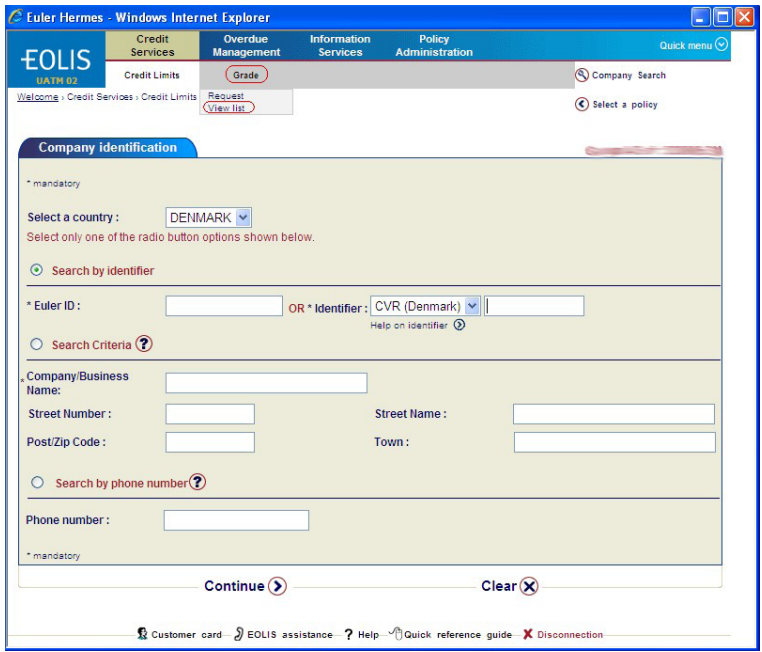 Euler Hermes - Windows Internet Explorer
EOLIS
UATM 02
Credit Services
Overdue Management
Information Services
Policy Administration
Quick menu
Credit Limits
Grade
Company Search
Welcome › Credit Services › Credit Limits
Request
View list
Select a policy
Company identification
* mandatory
Select a country :
DENMARK
Select only one of the radio button options shown below.
Search by identifier
* Euler ID :
OR * Identifier :
CVR (Denmark)
Help on identifier
Search Criteria ?
* Company/Business Name:
Street Number :
Street Name :
Post/Zip Code :
Town :
Search by phone number ?
Phone number :
* mandatory
Continue
Clear
Customer card
EOLIS assistance
? Help
Quick reference guide
Disconnection